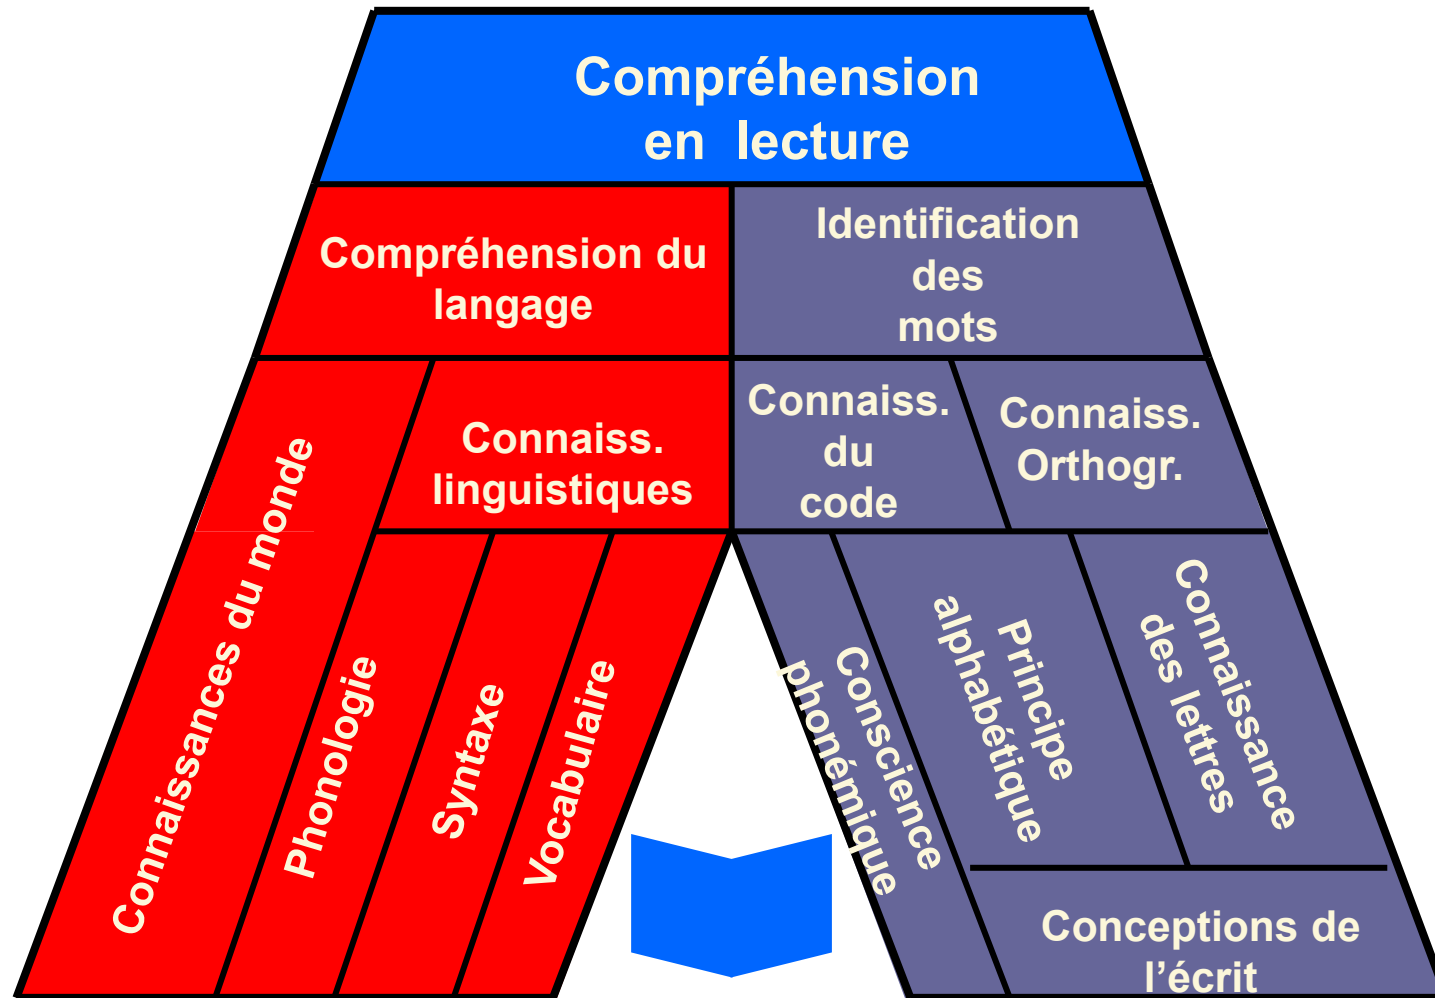 Compréhension
en lecture
Compréhension du
langage
Identification
des
mots
Connaissances du monde
Connaiss.
linguistiques
Connaiss.
du
code
Connaiss.
Orthogr.
Phonologie
Syntaxe
Vocabulaire
Conscience
phonémique
Principe
alphabétique
Connaissance
des lettres
Conceptions de
l’écrit